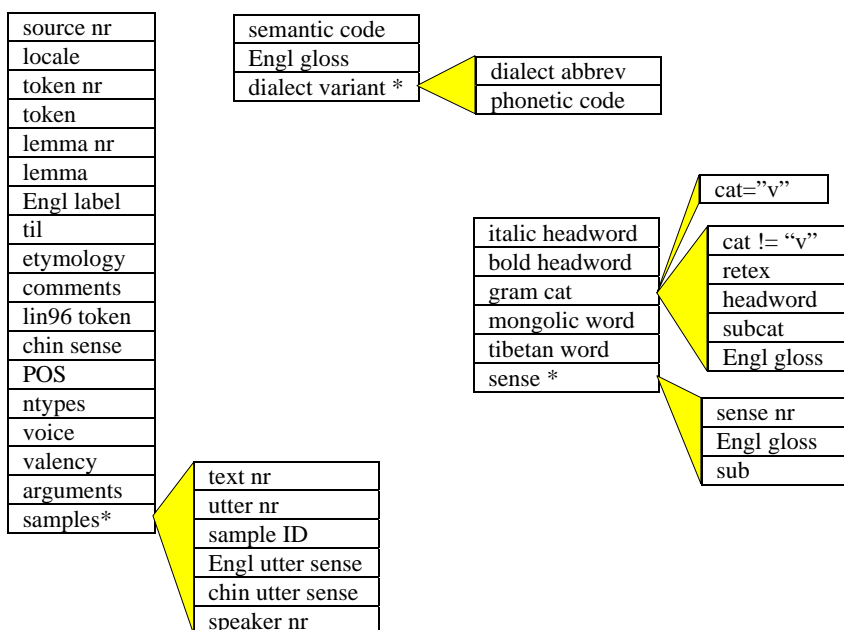 source nr
locale
token nr
token
lemma nr
lemma
Engl label
til
etymology
comments
lin96 token
chin sense
POS
ntypes
voice
valency
arguments
samples*
text nr
utter nr
sample ID
Engl utter sense
chin utter sense
speaker nr
semantic code
Engl gloss
dialect variant *
dialect abbrev
phonetic code
italic headword
bold headword
gram cat
mongolic word
tibetan word
sense *
cat=”v”
cat != “v”
retex
headword
subcat
Engl gloss
sense nr
Engl gloss
sub